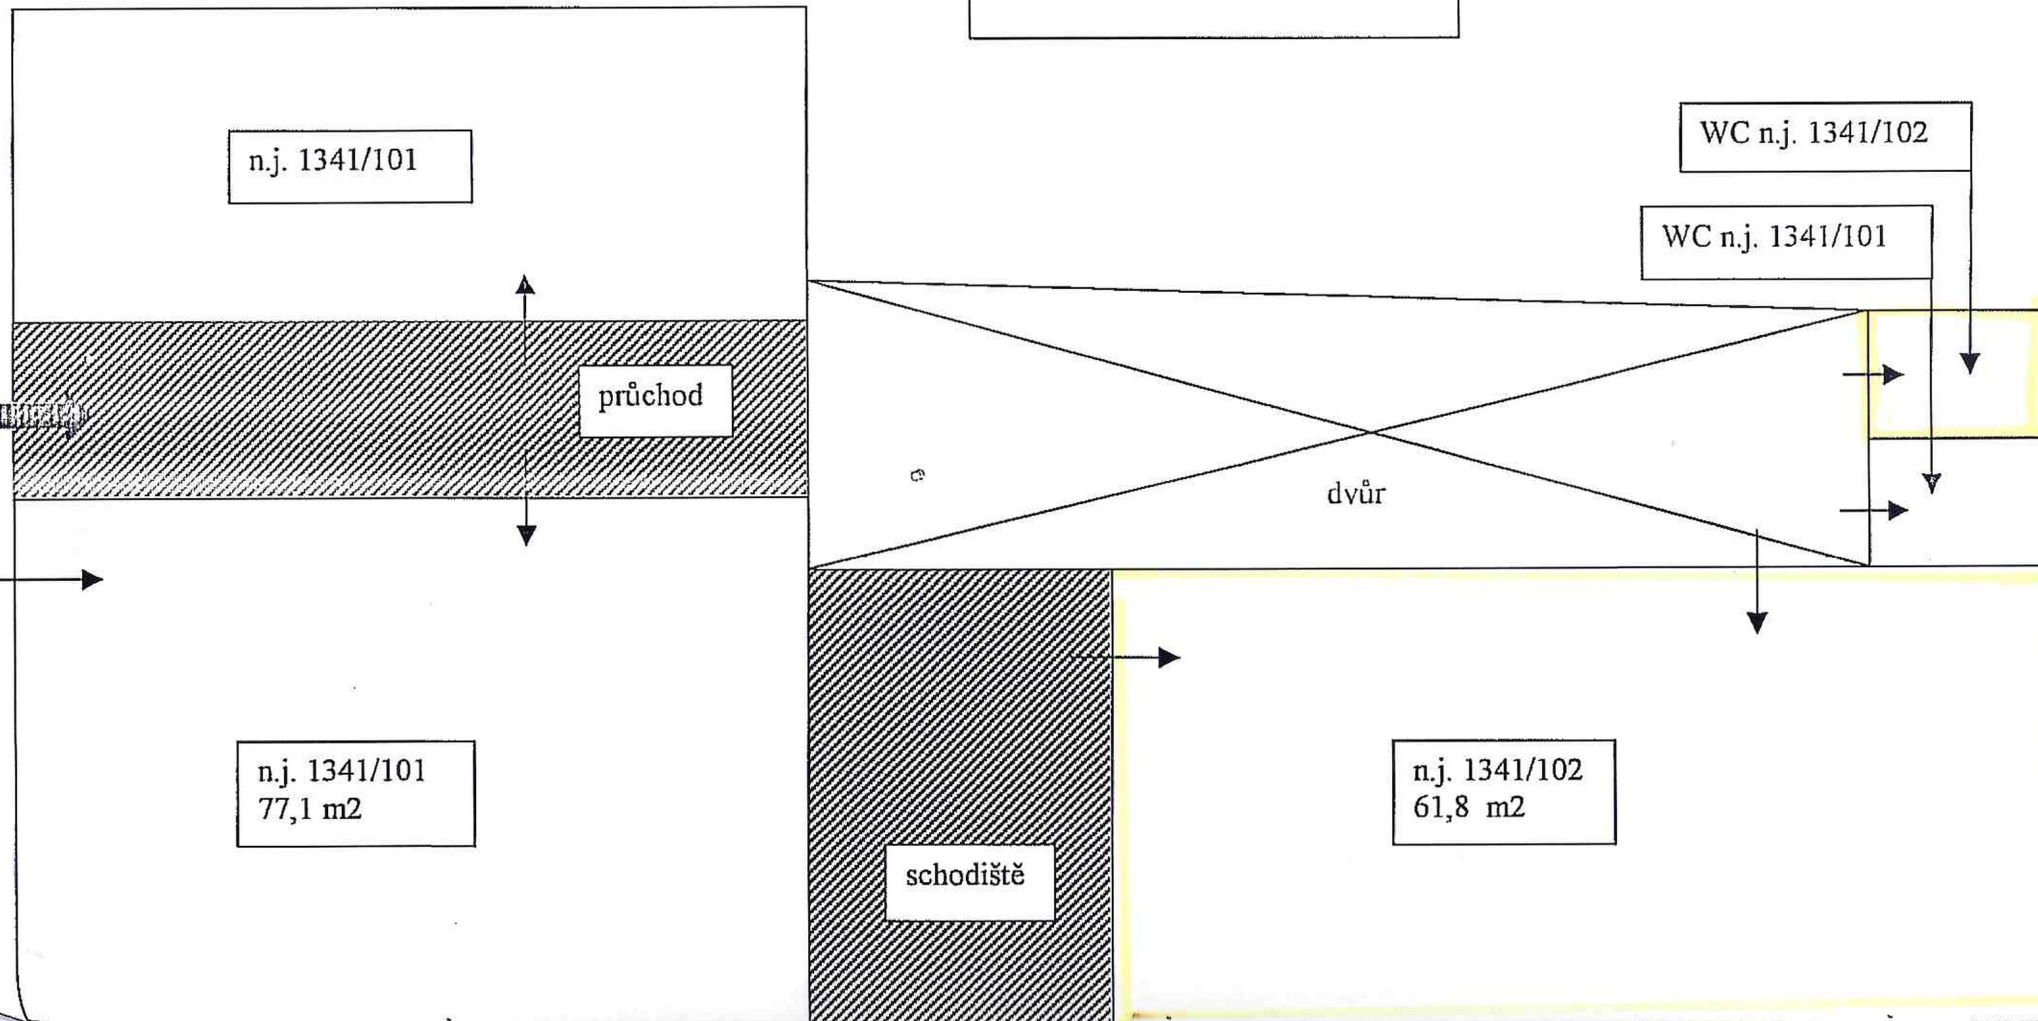 n.j. 1341/101
WC n.j. 1341/102
WC n.j. 1341/101
průchod
dvůr
n.j. 1341/101
77,1 m2
n.j. 1341/102
61,8 m2
schodiště